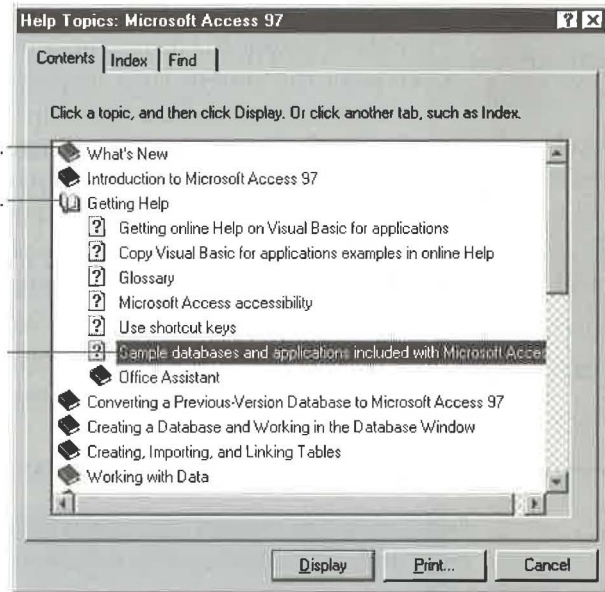 Help Topics: Microsoft Access 97
Contents
Index
Find
Click a topic, and then click Display. Or click another tab, such as Index.
What's New
Introduction to Microsoft Access 97
Getting Help
Getting online Help on Visual Basic for applications
Copy Visual Basic for applications examples in online Help
Glossary
Microsoft Access accessibility
Use shortcut keys
Sample databases and applications included with Microsoft Acces
Office Assistant
Converting a Previous-Version Database to Microsoft Access 97
Creating a Database and Working in the Database Window
Creating, Importing, and Linking Tables
Working with Data
Display
Print...
Cancel